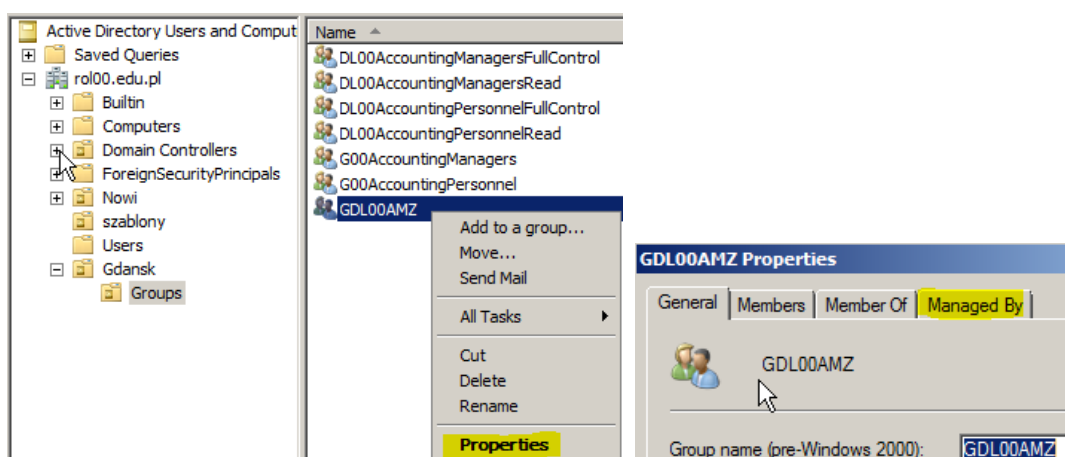 Active Directory Users and Comput
Saved Queries
rol00.edu.pl
Builtin
Computers
Domain Controllers
ForeignSecurityPrincipals
Nowi
szablony
Users
Gdansk
Groups
Name
DL00AccountingManagersFullControl
DL00AccountingManagersRead
DL00AccountingPersonnelFullControl
DL00AccountingPersonnelRead
G00AccountingManagers
G00AccountingPersonnel
GDL00AMZ
Add to a group...
Move...
Send Mail
All Tasks
Cut
Delete
Rename
Properties
GDL00AMZ Properties
General Members Member Of Managed By
GDL00AMZ
Group name (pre-Windows 2000): GDL00AMZ